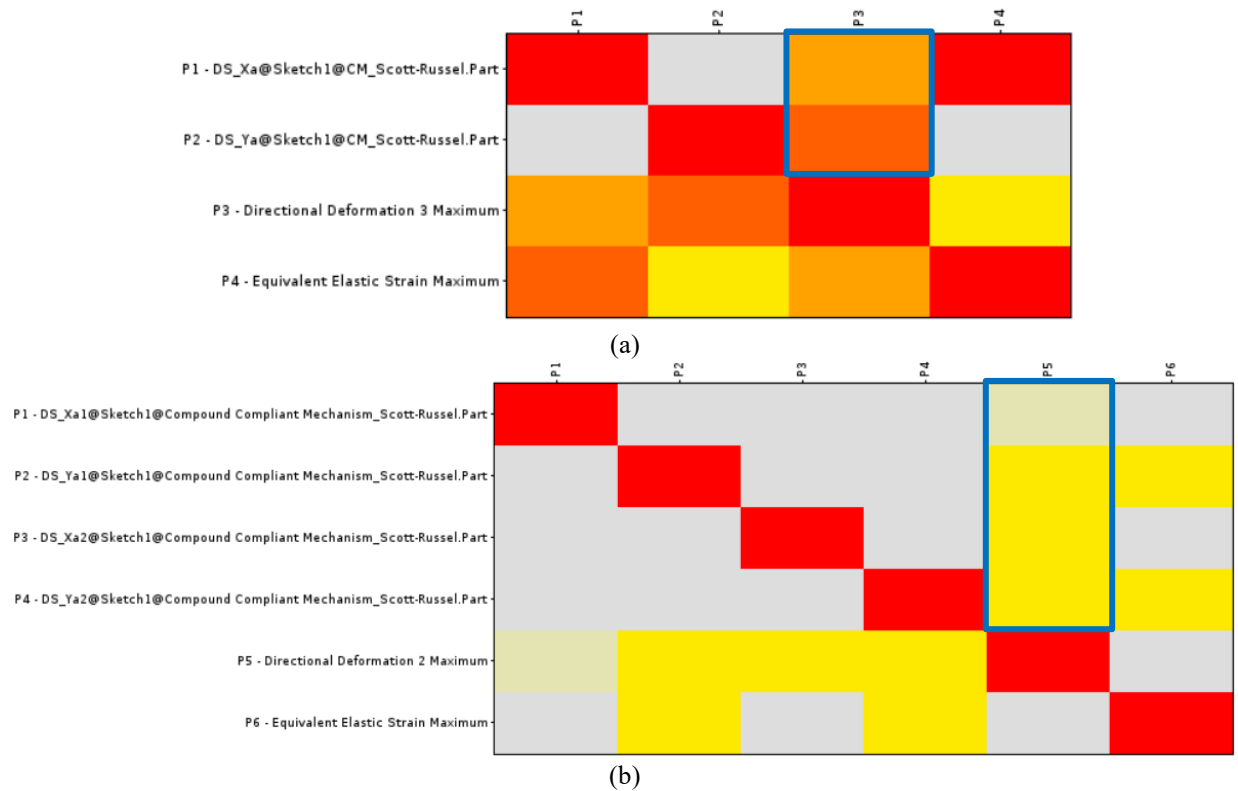 P1
P2
P3
P4
P1 - DS_Xa@Sketch1@CM_Scott-Russel.Part
P2 - DS_Ya@Sketch1@CM_Scott-Russel.Part
P3 - Directional Deformation 3 Maximum
P4 - Equivalent Elastic Strain Maximum
(a)
P1
P2
P3
P4
P5
P6
P1 - DS_Xa1@Sketch1@Compound Compliant Mechanism_Scott-Russel.Part
P2 - DS_Ya1@Sketch1@Compound Compliant Mechanism_Scott-Russel.Part
P3 - DS_Xa2@Sketch1@Compound Compliant Mechanism_Scott-Russel.Part
P4 - DS_Ya2@Sketch1@Compound Compliant Mechanism_Scott-Russel.Part
P5 - Directional Deformation 2 Maximum
P6 - Equivalent Elastic Strain Maximum
(b)